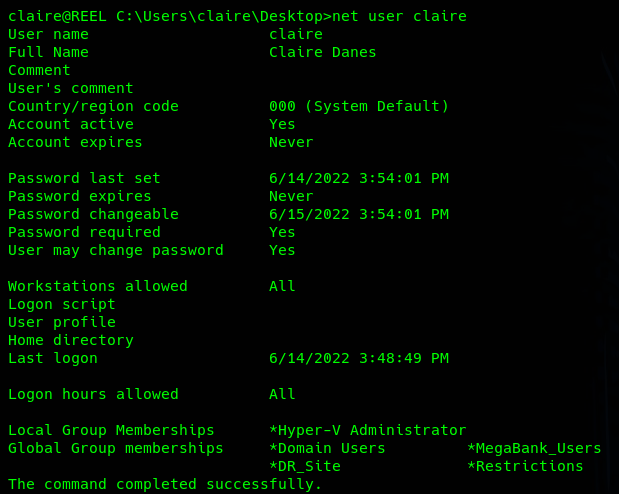 claire@REEL C:\Users\claire\Desktop>net user claire
User name                    claire
Full Name                    Claire Danes
Comment
User's comment
Country/region code          000 (System Default)
Account active               Yes
Account expires              Never

Password last set            6/14/2022 3:54:01 PM
Password expires             Never
Password changeable          6/15/2022 3:54:01 PM
Password required            Yes
User may change password     Yes

Workstations allowed         All
Logon script
User profile
Home directory
Last logon                   6/14/2022 3:48:49 PM

Logon hours allowed          All

Local Group Memberships      *Hyper-V Administrator
Global Group memberships     *Domain Users         *MegaBank_Users
                             *DR_Site              *Restrictions
The command completed successfully.